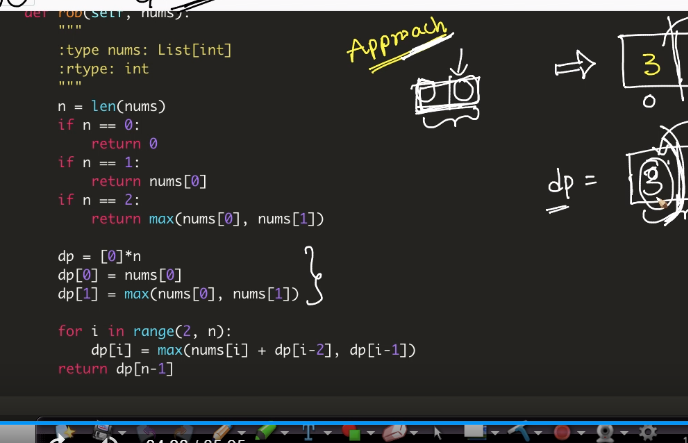 def rob(self, nums):
"""
:type nums: List[int]
:rtype: int
"""
n = len(nums)
if n == 0:
return 0
if n == 1:
return nums[0]
if n == 2:
return max(nums[0], nums[1])
dp = [0]*n
dp[0] = nums[0]
dp[1] = max(nums[0], nums[1])
for i in range(2, n):
dp[i] = max(nums[i] + dp[i-2], dp[i-1])
return dp[n-1]
Approach
3
0
dp =
3